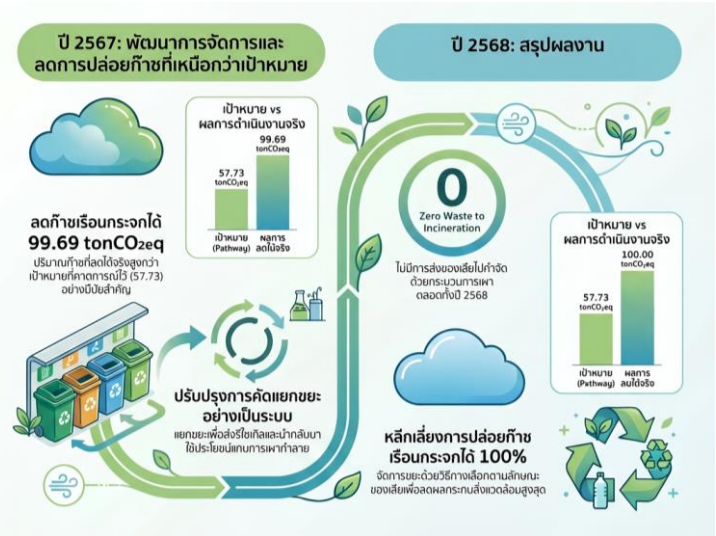 ปี 2567: พัฒนาการจัดการและ
ลดการปล่อยก๊าซที่เหนือกว่าเป้าหมาย
ลดก๊าซเรือนกระจกได้
99.69 tonCO₂eq
ปริมาณก๊าซที่ลดได้จริงสูงกว่า
เป้าหมายที่คาดการณ์ไว้ (57.73)
อย่างมีนัยสำคัญ
เป้าหมาย vs
ผลการดำเนินงานจริง
99.69
tonCO₂eq
57.73
tonCO₂eq
เป้าหมาย
(Pathway)
ผลการ
ลดได้จริง
ปรับปรุงการคัดแยกขยะ
อย่างเป็นระบบ
แยกขยะเพื่อส่งรีไซเกิลและนำกลับมา
ใช้ประโยชน์แทนการเผาทำลาย
ปี 2568: สรุปผลงาน
0
Zero Waste to
Incineration
ไม่มีการส่งของเสียไปกำจัด
ด้วยกระบวนการเผา
ตลอดทั้งปี 2568
เป้าหมาย vs
ผลการดำเนินงานจริง
100.00
tonCO₂eq
57.73
tonCO₂eq
เป้าหมาย
ผลการ
หลีกเลี่ยงการปล่อยก๊าซ
เรือนกระจกได้ 100%
จัดการขยะด้วยวิธีทางเลือกตามลักษณะ
ของเสียเพื่อลดผลกระทบสิ่งแวดล้อมสูงสุด